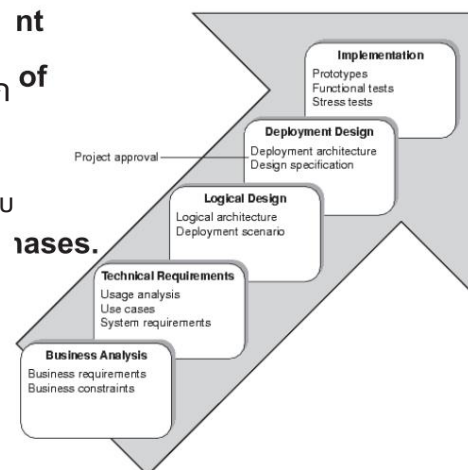 nt
of
hases.
Implementation
Prototypes
Functional tests
Stress tests
Deployment Design
Project approval
Deployment architecture
Design specification
Logical Design
Logical architecture
Deployment scenario
Technical Requirements
Usage analysis
Use cases
System requirements
Business Analysis
Business requirements
Business constraints